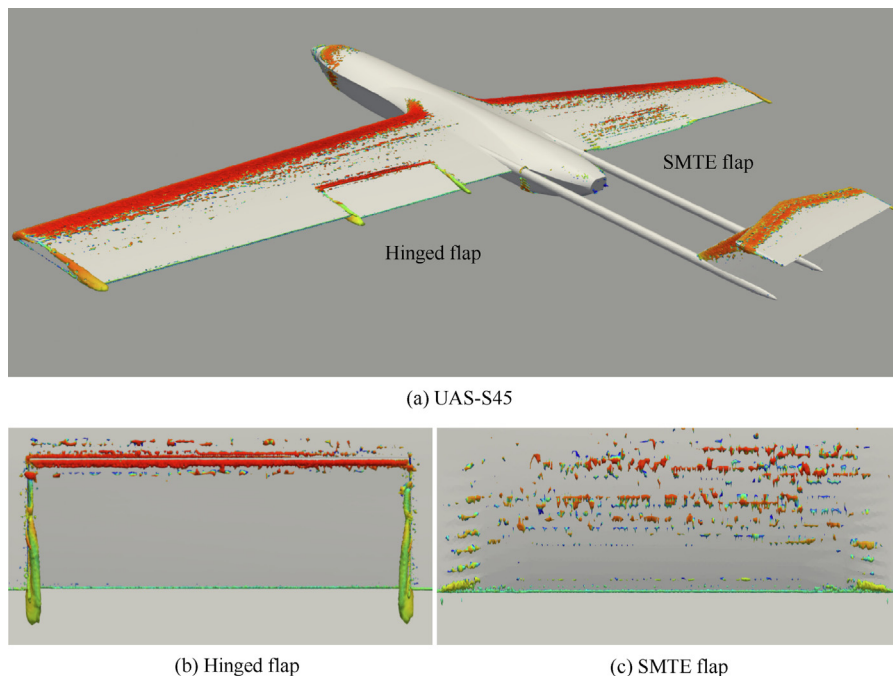 SMTE flap
Hinged flap
(a) UAS-S45
(b) Hinged flap
(c) SMTE flap